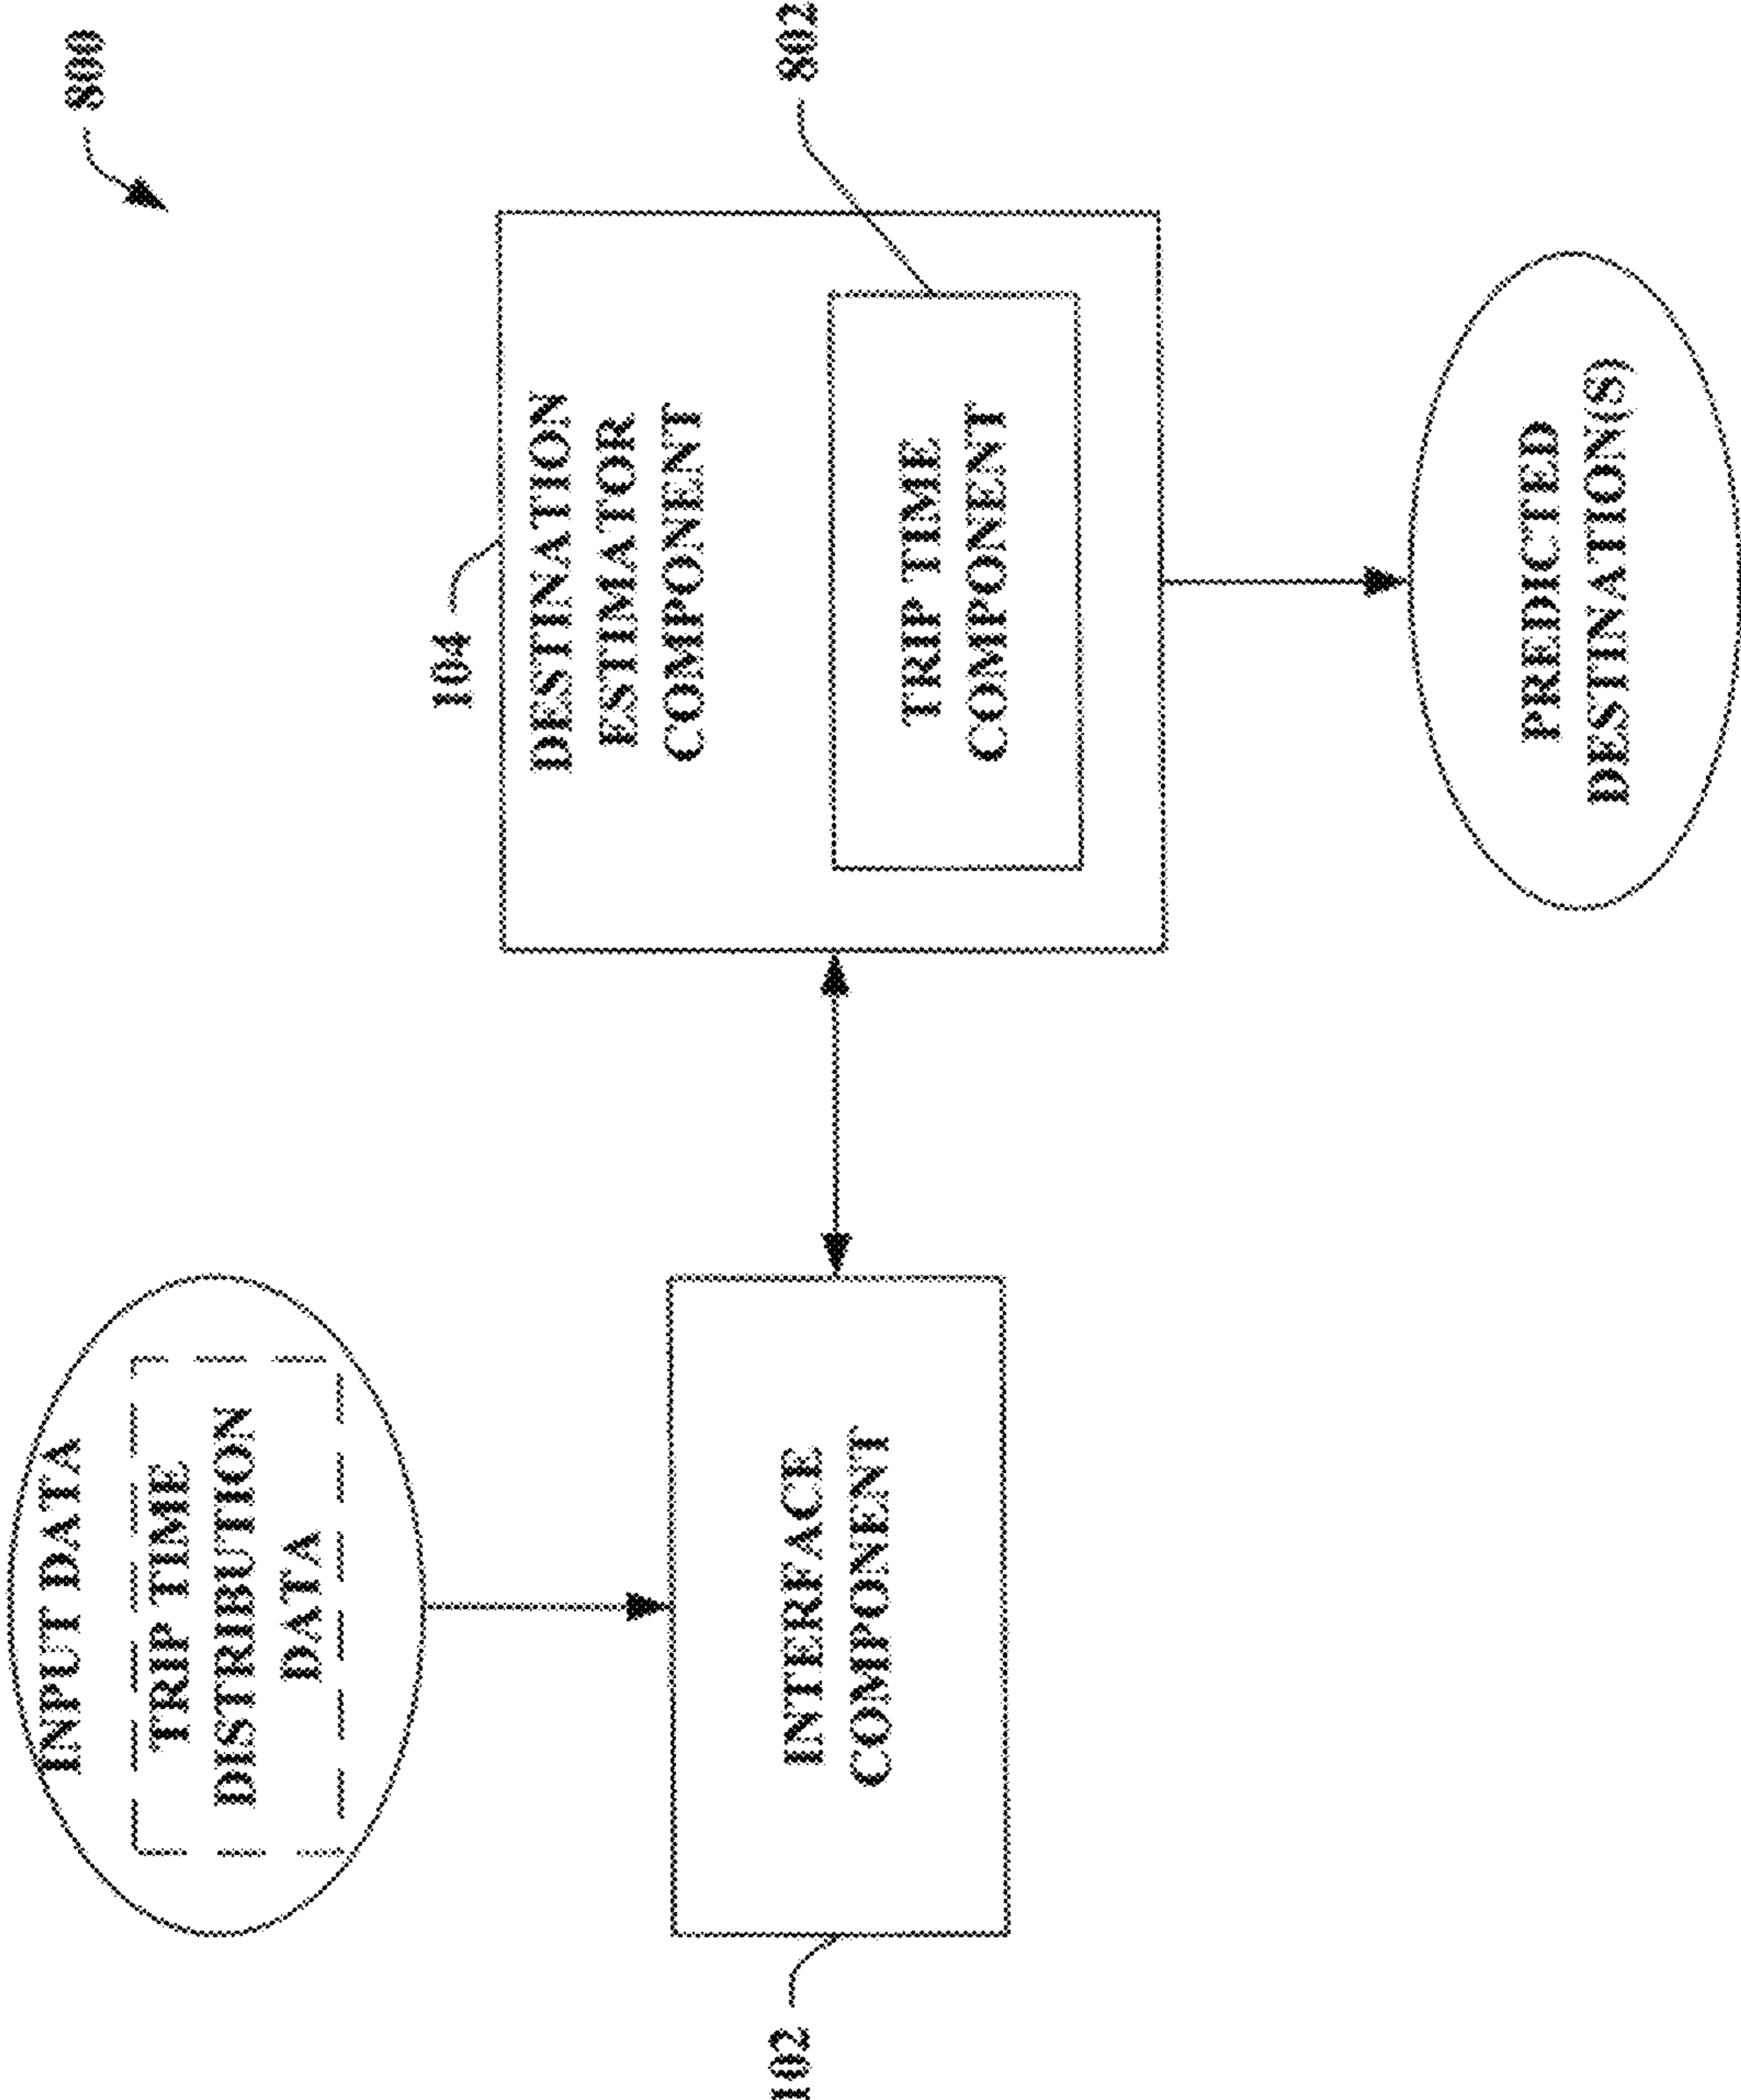 800
INPUT DATA
TRIP TIME
DISTRIBUTION
DATA
104
DESTINATION
ESTIMATOR
COMPONENT
802
TRIP TIME
COMPONENT
102
INTERFACE
COMPONENT
PREDICTED
DESTINATION(S)